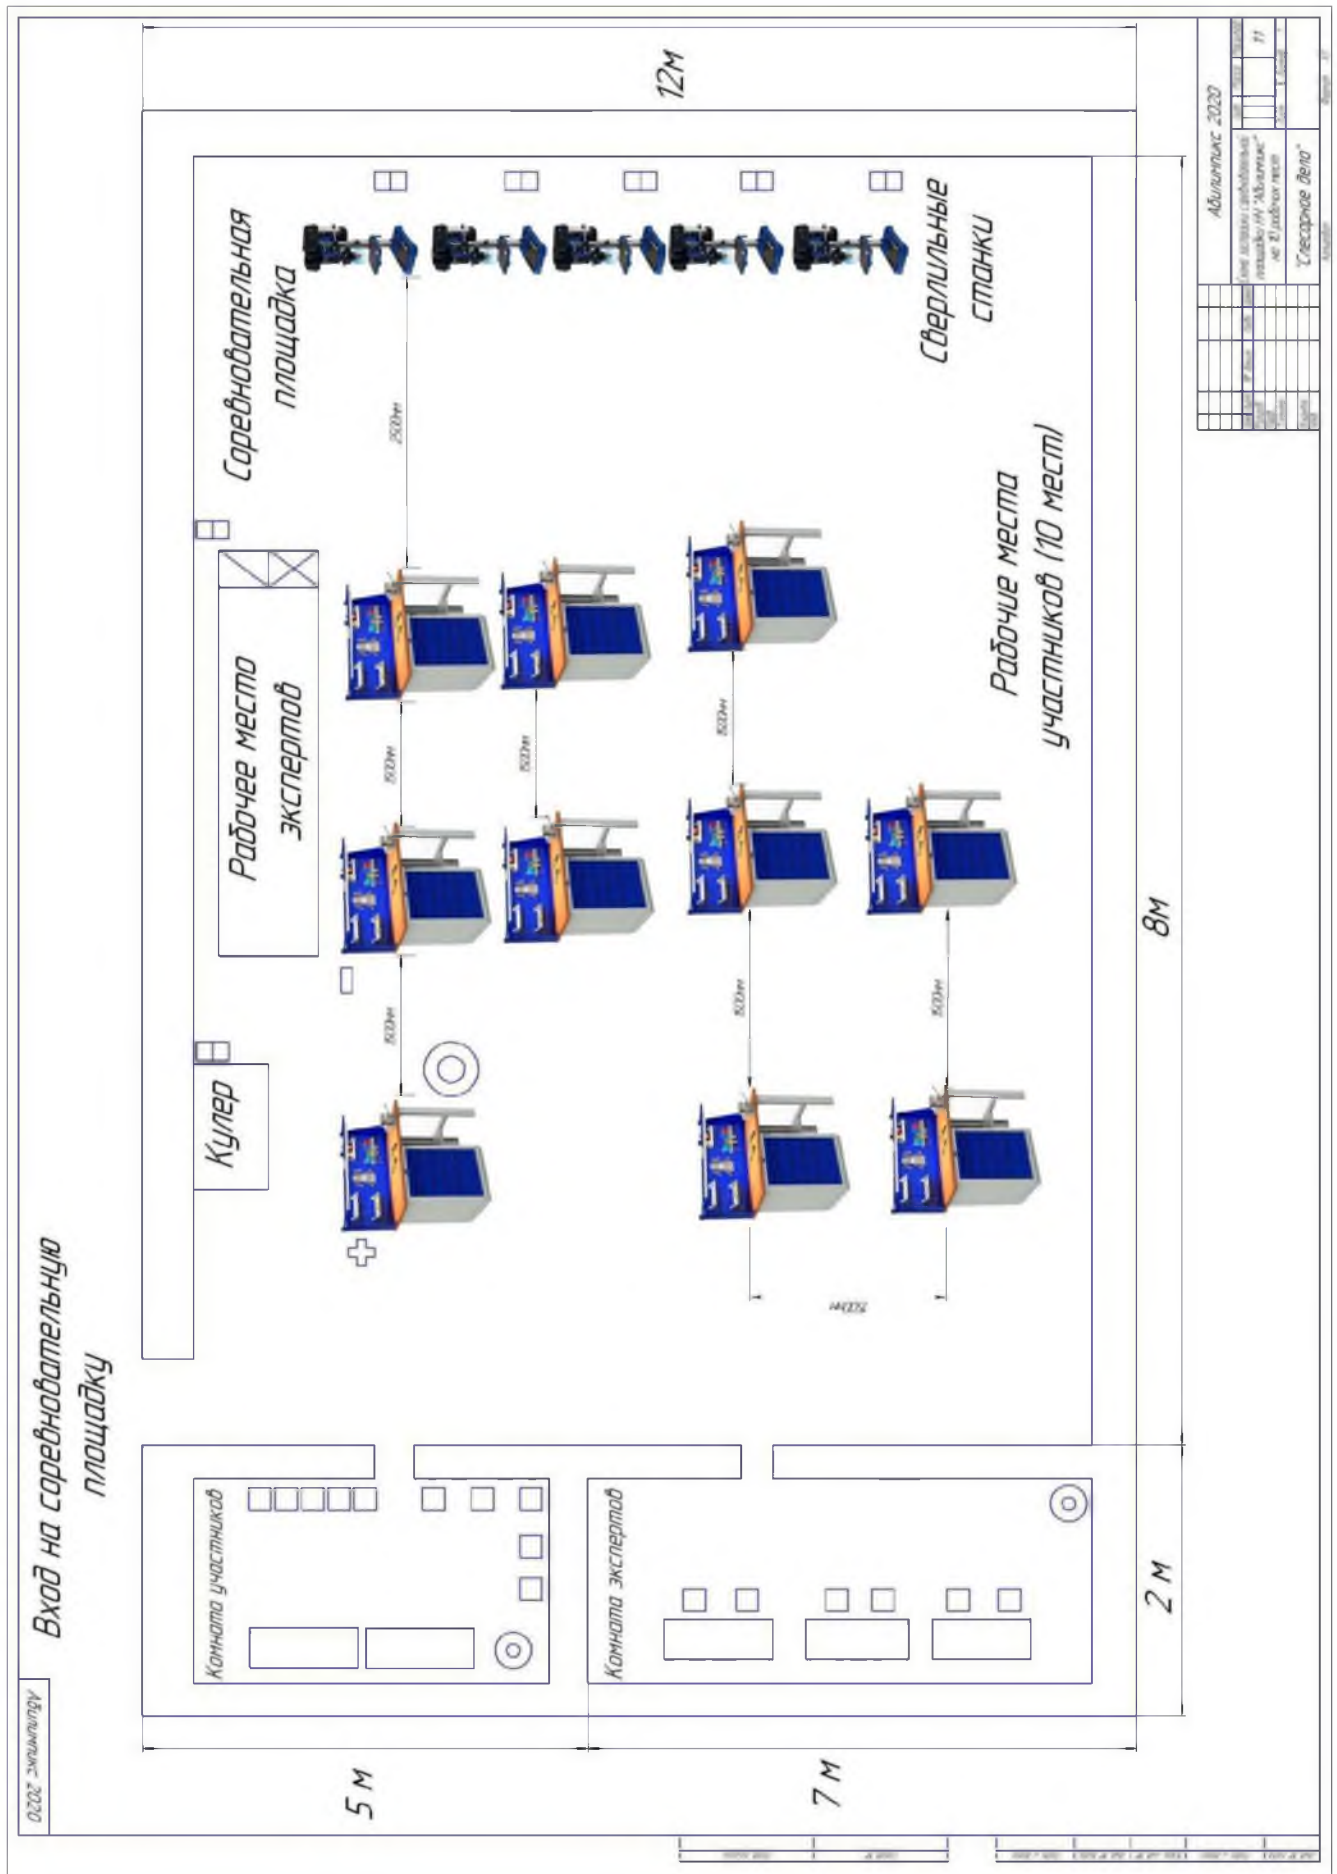 Абилимпикс 2020
Вход на соревновательную
площадку
Комната участников
Комната экспертов
5 м
7 м
2 м
8м
12м
Кулер
Рабочее место
экспертов
Соревновательная
площадка
Сверлильные
станки
Рабочие места
участников (10 мест)
2500мм
1500мм
1500мм
1500мм
1500мм
1500мм
1500мм
1500мм
Абилимпикс 2020
"Слесарное дело"